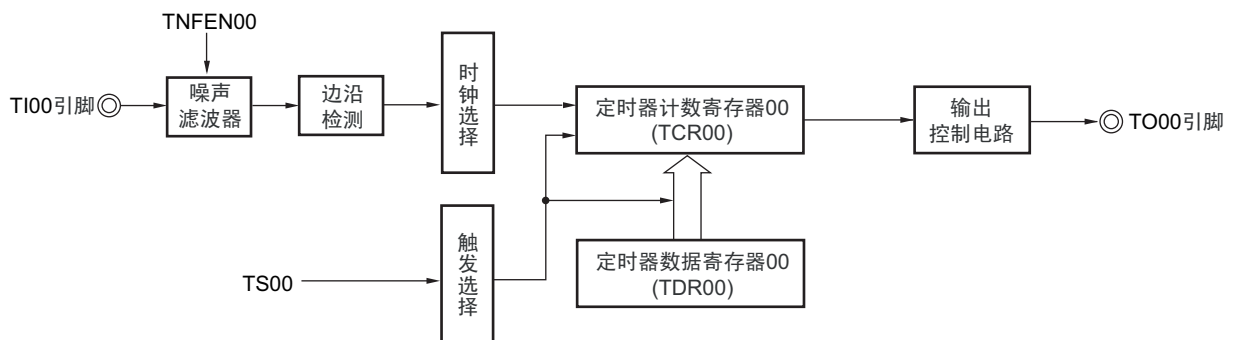 TNFEN00
TI00引脚
噪声
滤波器
边沿
检测
时钟选择
定时器计数寄存器00
(TCR00)
输出
控制电路
TO00引脚
TS00
触发选择
定时器数据寄存器00
(TDR00)